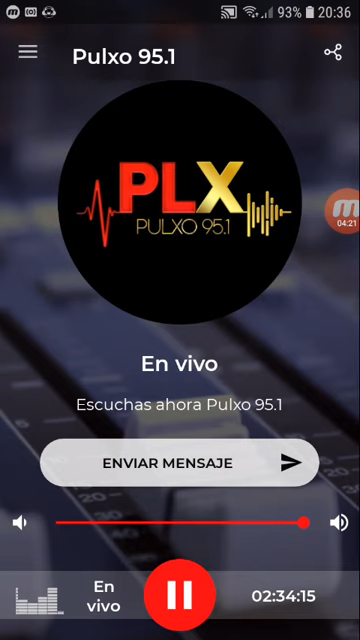 93% 20:36
Pulxo 95.1
PLX
PULXO 95.1
04:21
En vivo
Escuchas ahora Pulxo 95.1
ENVIAR MENSAJE
En
vivo
02:34:15